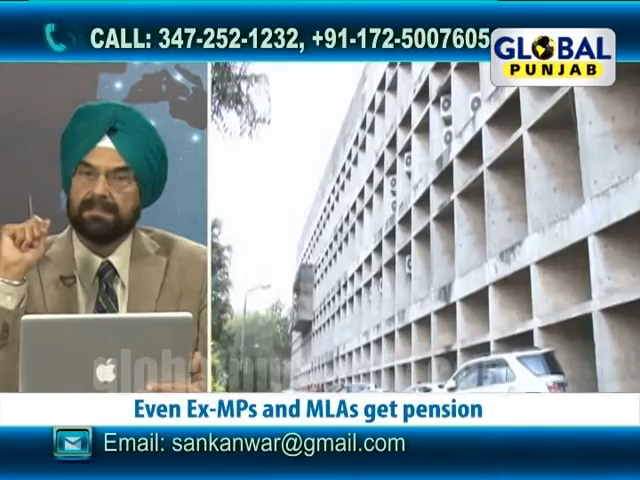 CALL: 347-252-1232, +91-172-5007605
GLOBAL
PUNJAB
globalpunjab
Even Ex-MPs and MLAs get pension
Email: sankanwar@gmail.com